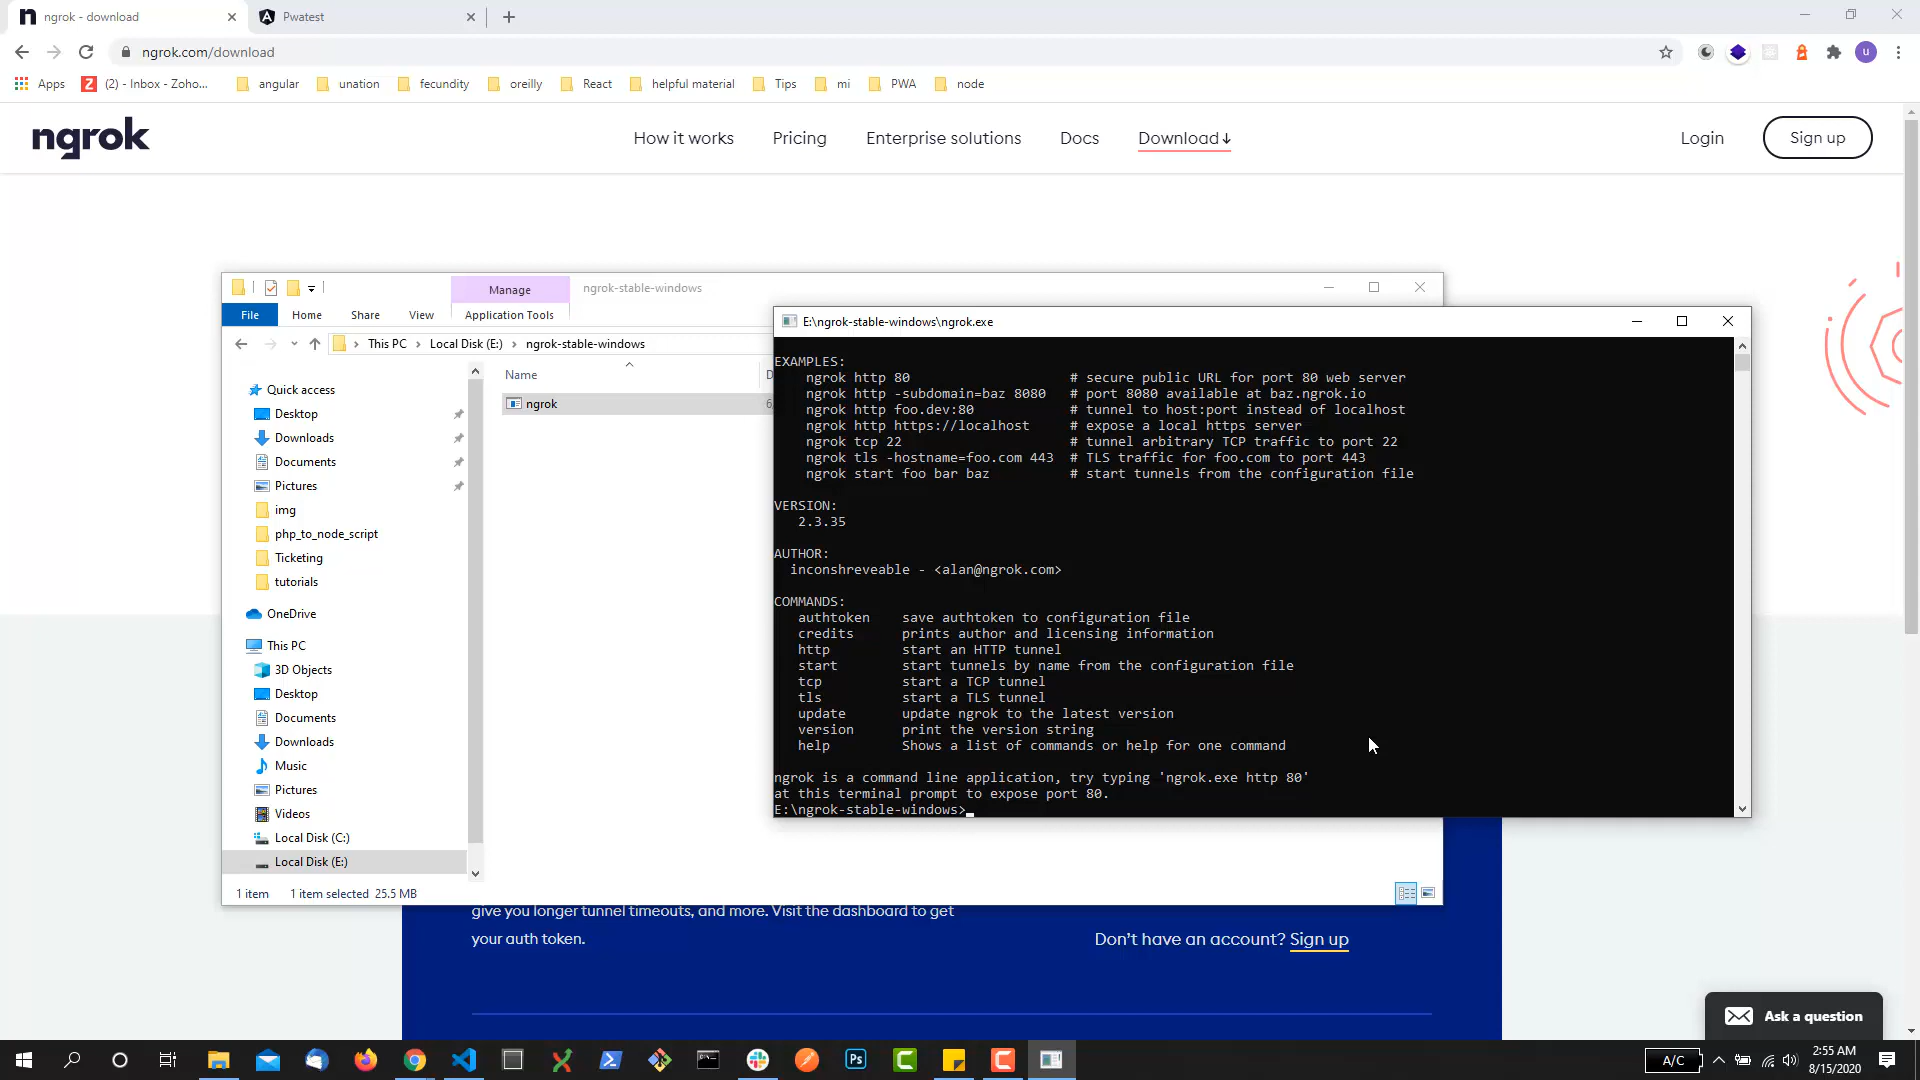 ngrok - download
Pwatest
ngrok.com/download
u
Apps
(2) - Inbox - Zoho...
angular
unation
fecundity
oreilly
React
helpful material
Tips
mi
PWA
node
ngrok
How it works
Pricing
Enterprise solutions
Docs
Download↓
Login
Sign up
Manage
ngrok-stable-windows
File
Home
Share
View
Application Tools
This PC
Local Disk (E:)
ngrok-stable-windows
Name
D
Quick access
Desktop
Downloads
Documents
Pictures
img
php_to_node_script
Ticketing
tutorials
OneDrive
This PC
3D Objects
Desktop
Documents
Downloads
Music
Pictures
Videos
Local Disk (C:)
Local Disk (E:)
ngrok
6
1 item
1 item selected 25.5 MB
E:\ngrok-stable-windows\ngrok.exe
EXAMPLES:
ngrok http 80 # secure public URL for port 80 web server
ngrok http -subdomain=baz 8080 # port 8080 available at baz.ngrok.io
ngrok http foo.dev:80 # tunnel to host:port instead of localhost
ngrok http https://localhost # expose a local https server
ngrok tcp 22 # tunnel arbitrary TCP traffic to port 22
ngrok tls -hostname=foo.com 443 # TLS traffic for foo.com to port 443
ngrok start foo bar baz # start tunnels from the configuration file
VERSION:
2.3.35
AUTHOR:
inconshreveable - <alan@ngrok.com>
COMMANDS:
authtoken save authtoken to configuration file
credits prints author and licensing information
http start an HTTP tunnel
start start tunnels by name from the configuration file
tcp start a TCP tunnel
tls start a TLS tunnel
update update ngrok to the latest version
version print the version string
help Shows a list of commands or help for one command
ngrok is a command line application, try typing 'ngrok.exe http 80'
at this terminal prompt to expose port 80.
E:\ngrok-stable-windows>
give you longer tunnel timeouts, and more. Visit the dashboard to get
your auth token.
Don't have an account? Sign up
Ask a question
Ps
A/C
2:55 AM
8/15/2020